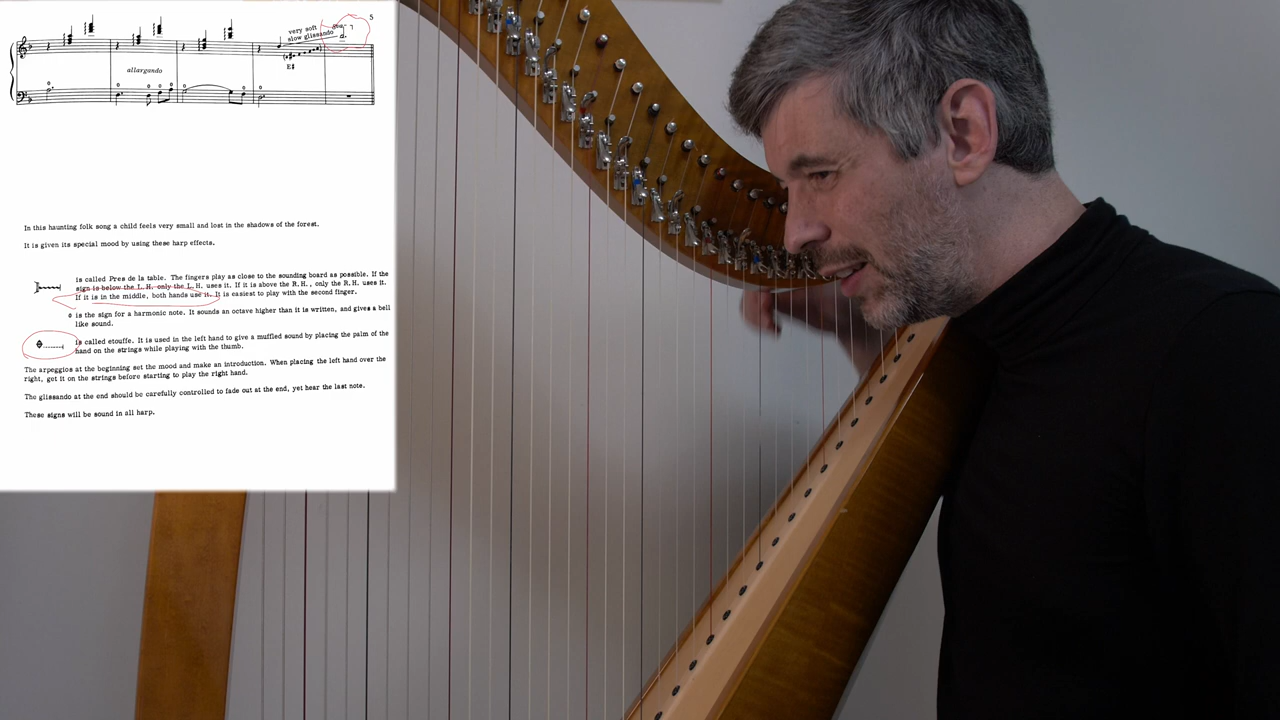 5
very soft
slow glissando
allargando
E♯
In this haunting folk song a child feels very small and lost in the shadows of the forest.
It is given its special mood by using these harp effects.
is called Pres de la table. The fingers play as close to the sounding board as possible. If the
sign is below the L.H. only the L.H. uses it. If it is above the R.H., only the R.H. uses it.
If it is in the middle, both hands use it. It is easiest to play with the second finger.
is the sign for a harmonic note. It sounds an octave higher than it is written, and gives a bell
like sound.
is called etouffe. It is used in the left hand to give a muffled sound by placing the palm of the
hand on the strings while playing with the thumb.
The arpeggios at the beginning set the mood and make an introduction. When placing the left hand over the
right, get it on the strings before starting to play the right hand.
The glissando at the end should be carefully controlled to fade out at the end, yet hear the last note.
These signs will be sound in all harp.